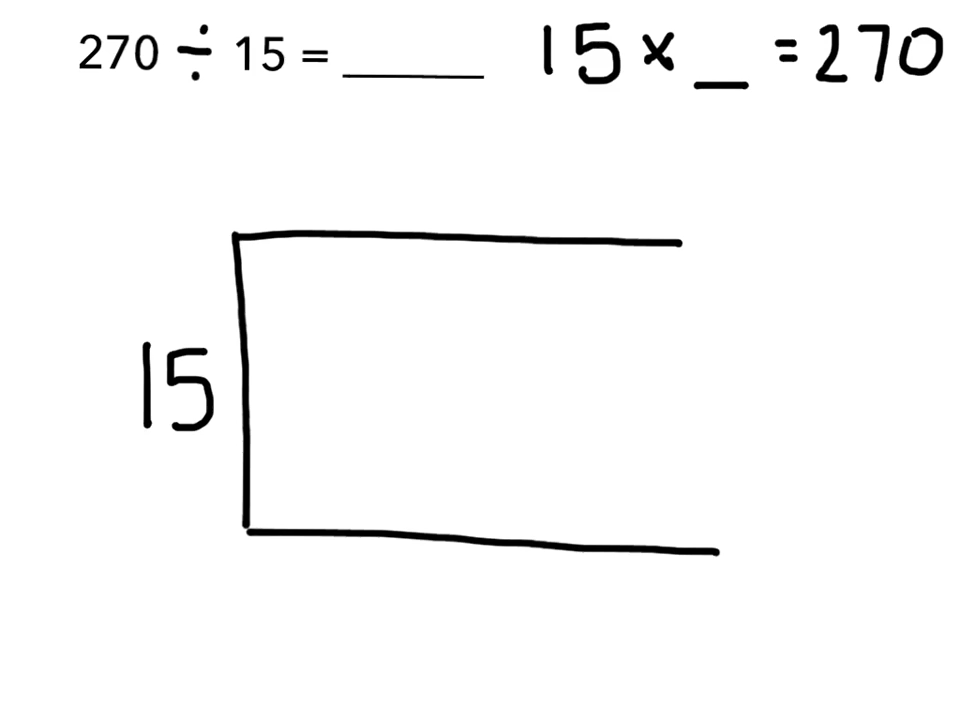 270 ÷ 15 = ______ 15 × _ = 270
15